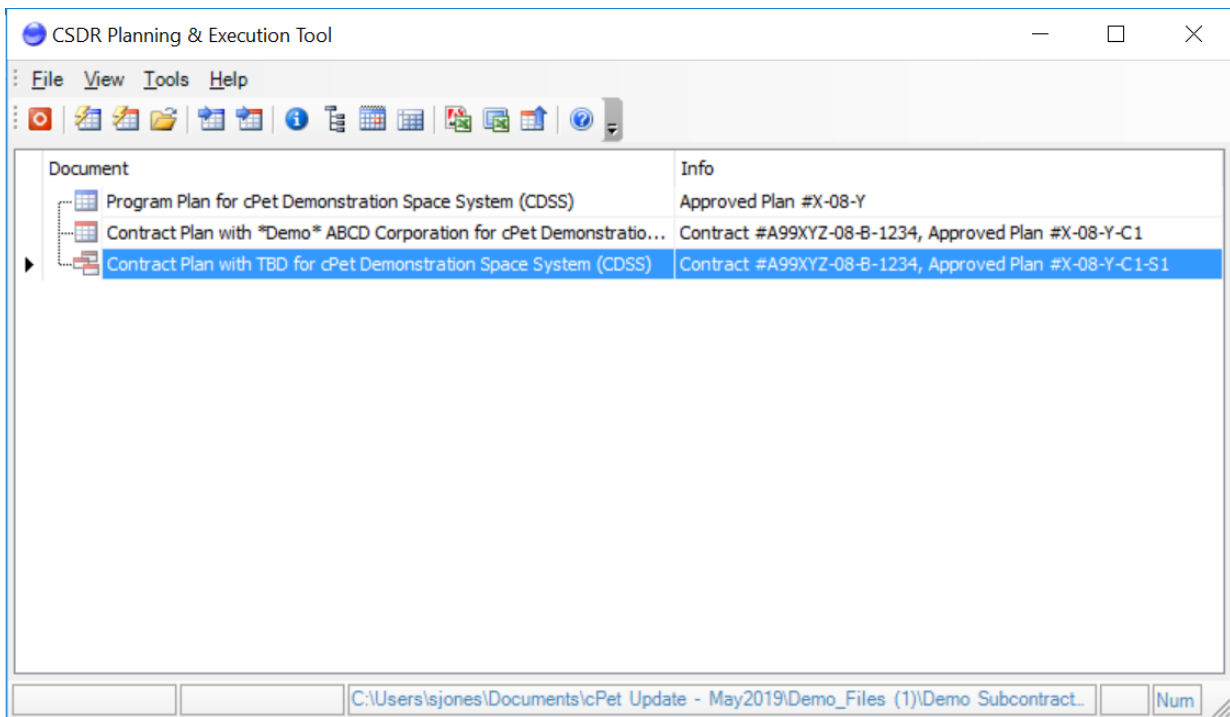 CSDR Planning & Execution Tool
File View Tools Help
Document Info
Program Plan for cPet Demonstration Space System (CDSS) Approved Plan #X-08-Y
Contract Plan with *Demo* ABCD Corporation for cPet Demonstratio... Contract #A99XYZ-08-B-1234, Approved Plan #X-08-Y-C1
Contract Plan with TBD for cPet Demonstration Space System (CDSS) Contract #A99XYZ-08-B-1234, Approved Plan #X-08-Y-C1-S1
C:\Users\sjones\Documents\cPet Update - May2019\Demo_Files (1)\Demo Subcontract.. Num